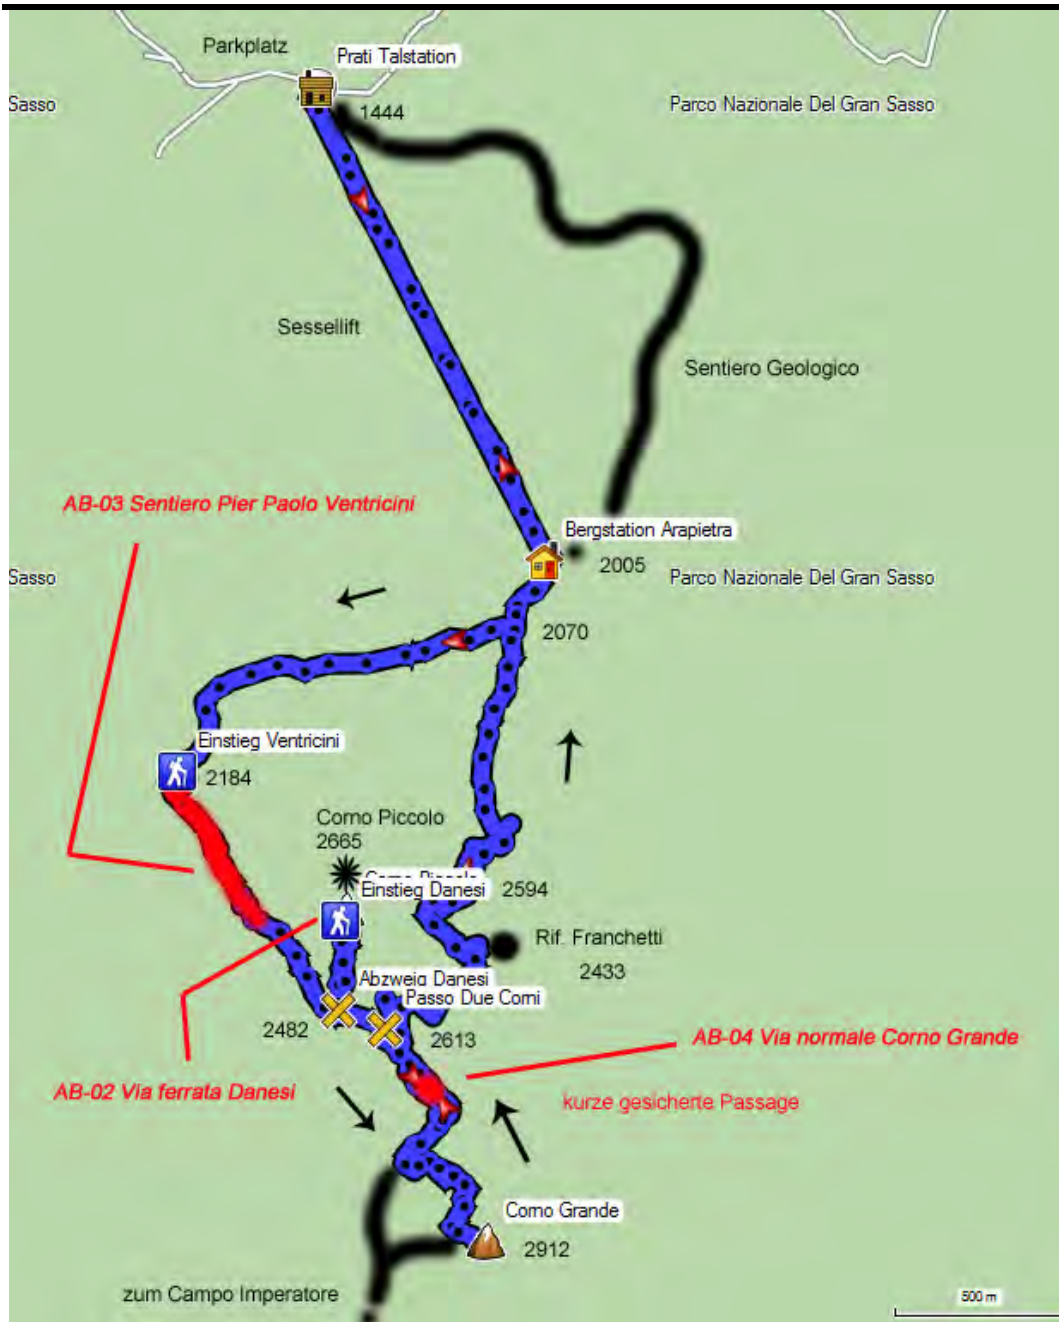 Parkplatz
Prati Talstation
Sasso
1444
Parco Nazionale Del Gran Sasso
Sessellift
Sentiero Geologico
AB-03 Sentiero Pier Paolo Ventricini
Bergstation Arapietra
2005
Sasso
Parco Nazionale Del Gran Sasso
2070
Einstieg Ventricini
2184
Corno Piccolo
2665
Corno Piccolo
Einstieg Danesi
2594
Rif. Franchetti
2433
Abzweig Danesi
Passo Due Corni
2482
2613
AB-04 Via normale Corno Grande
AB-02 Via ferrata Danesi
kurze gesicherte Passage
Corno Grande
2912
zum Campo Imperatore
500 m